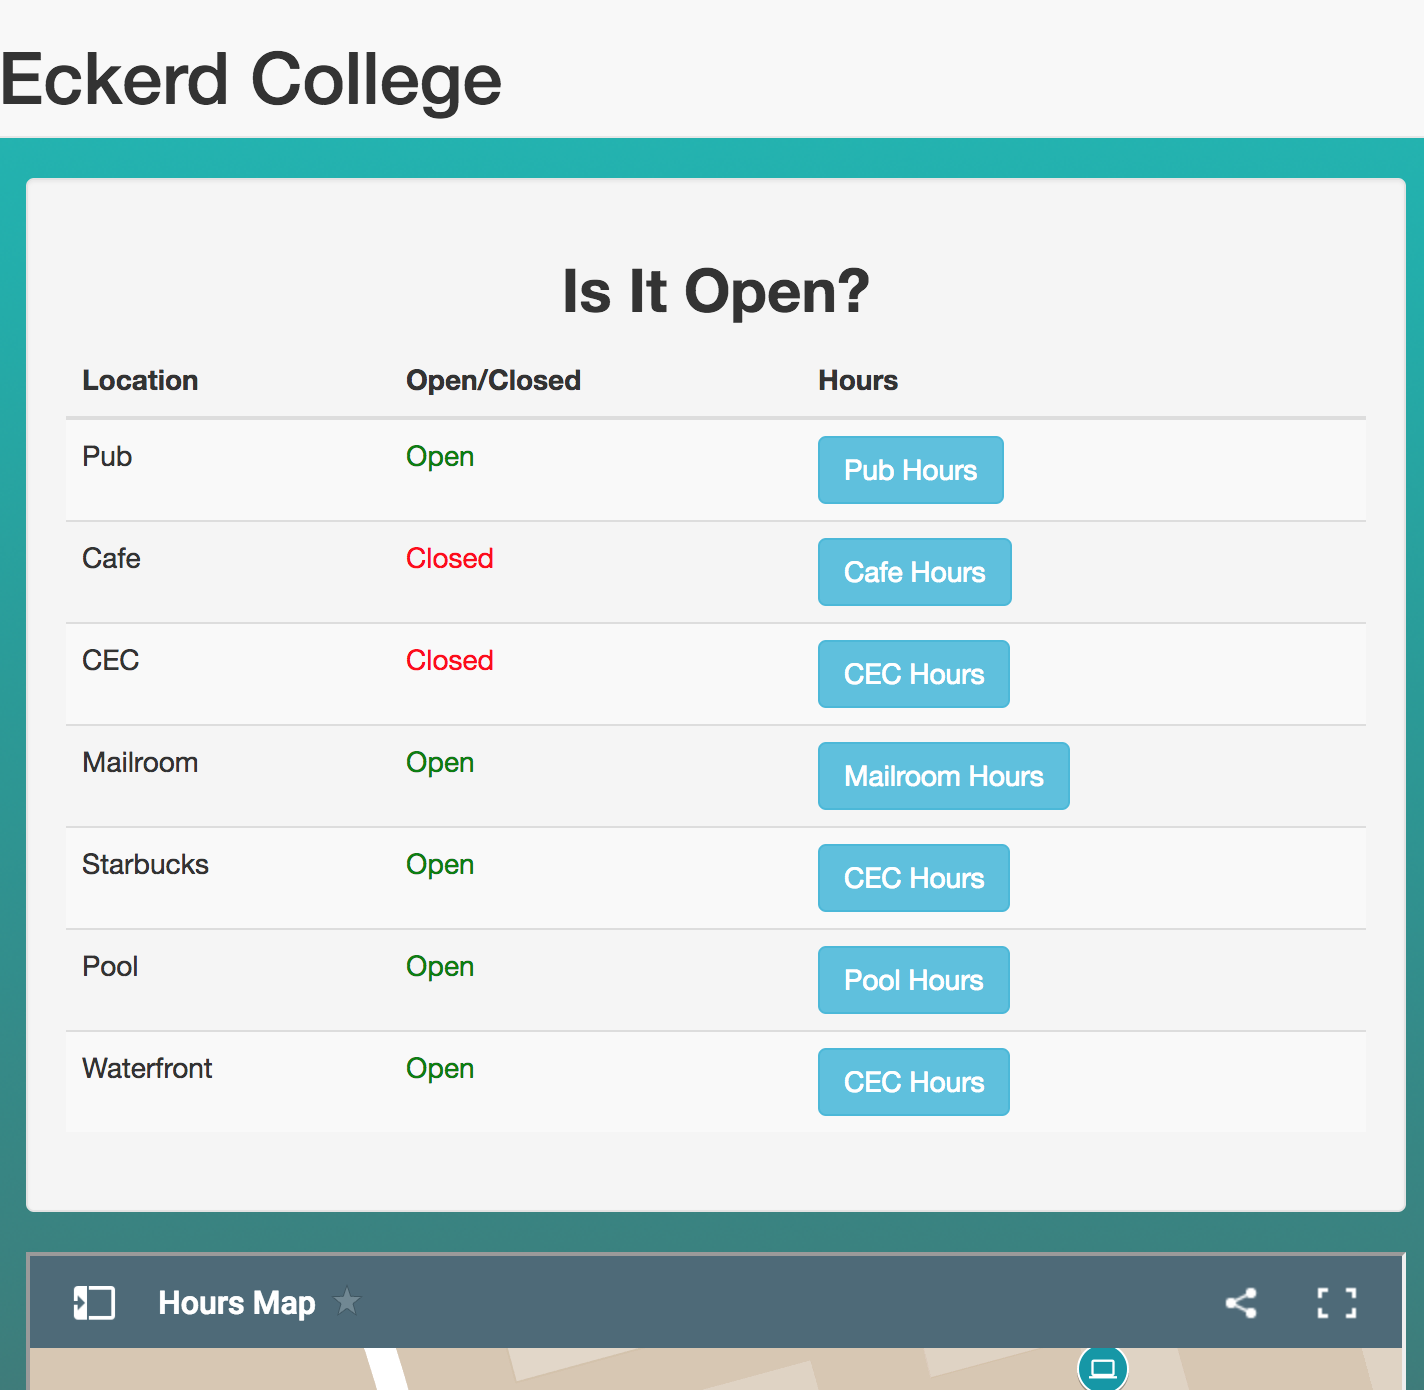 Eckerd College
Is It Open?
Location Open/Closed Hours
Pub Open Pub Hours
Cafe Closed Cafe Hours
CEC Closed CEC Hours
Mailroom Open Mailroom Hours
Starbucks Open CEC Hours
Pool Open Pool Hours
Waterfront Open CEC Hours
Hours Map